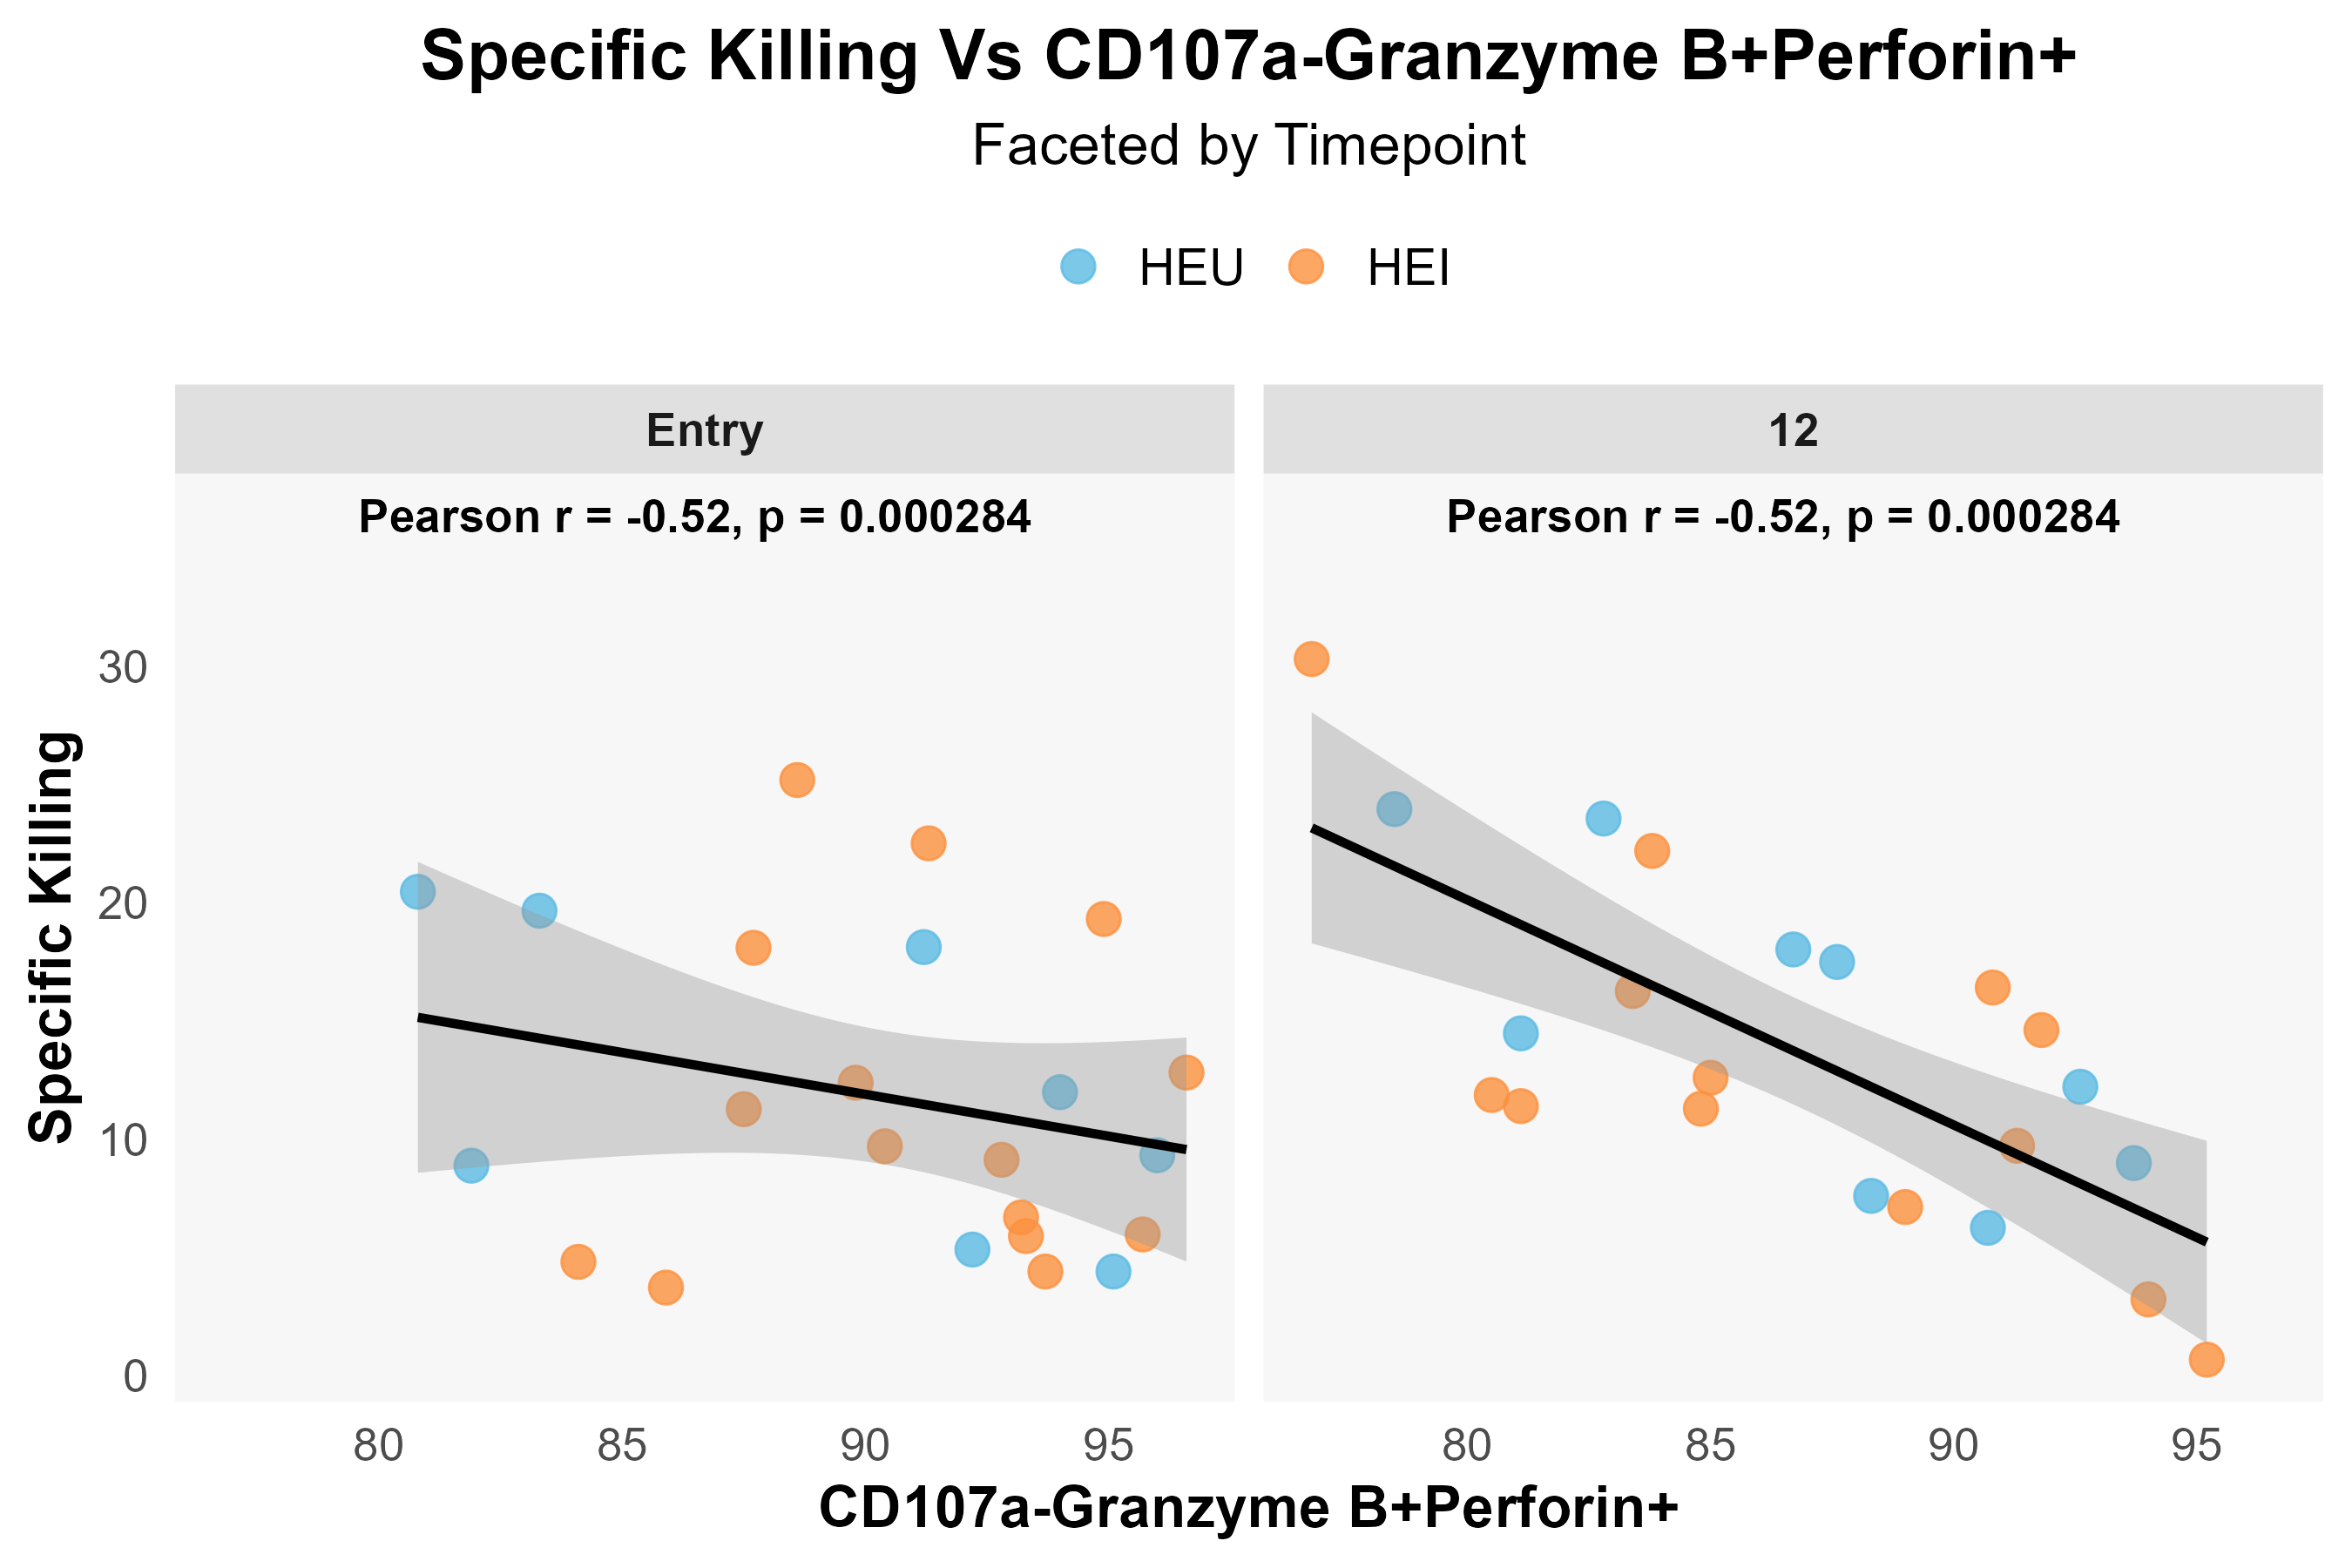 Specific Killing Vs CD107a-Granzyme B+Perforin+
Faceted by Timepoint
HEU
HEI
Entry
12
Pearson r = -0.52, p = 0.000284
Pearson r = -0.52, p = 0.000284
Specific Killing
30
20
10
0
80
85
90
95
80
85
90
95
CD107a-Granzyme B+Perforin+